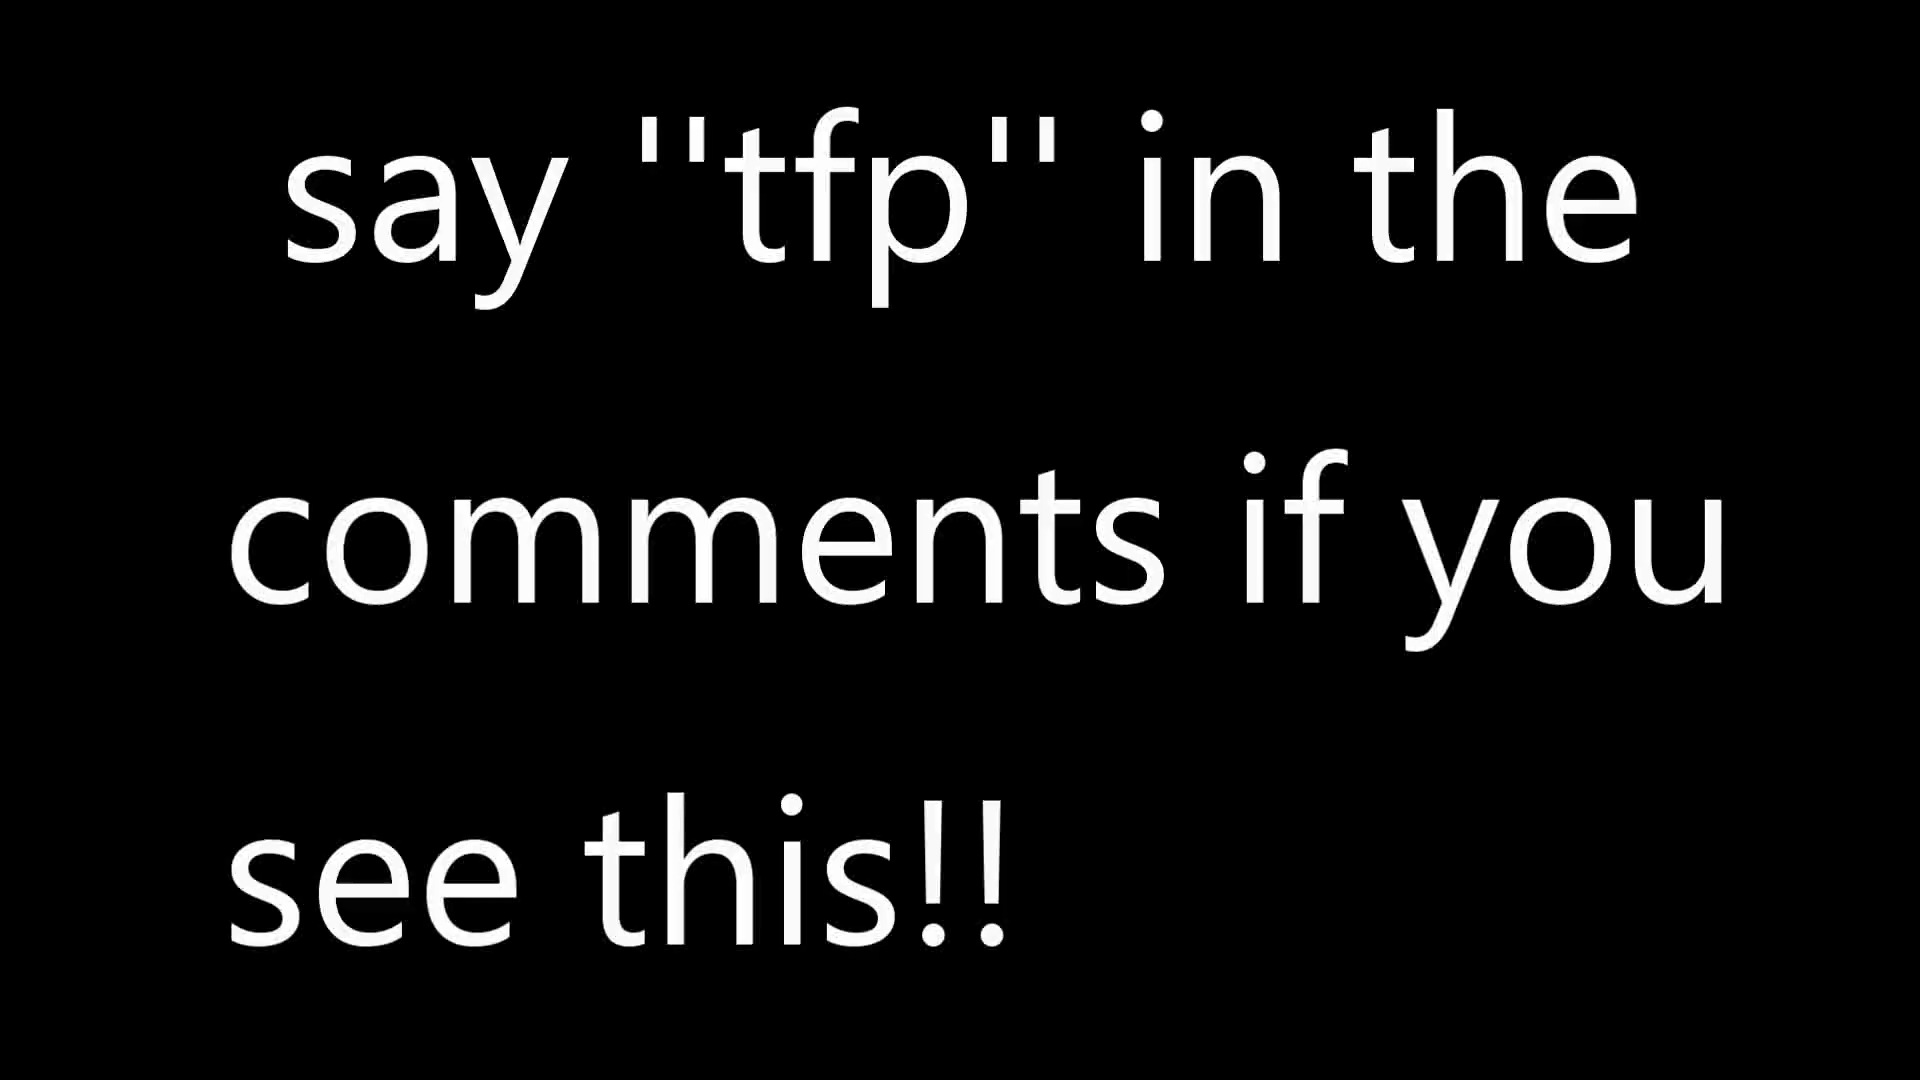 say "tfp" in the
comments if you
see this!!